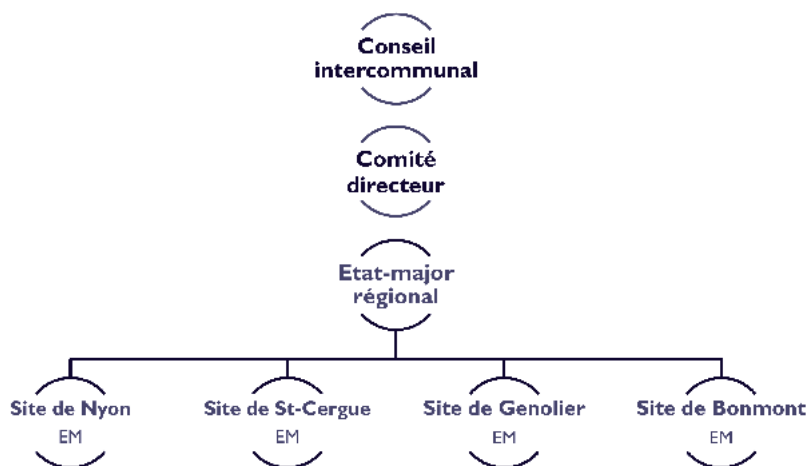 Conseil
intercommunal
Comité
directeur
Etat-major
régional
Site de Nyon
EM
Site de St-Cergue
EM
Site de Genolier
EM
Site de Bonmont
EM